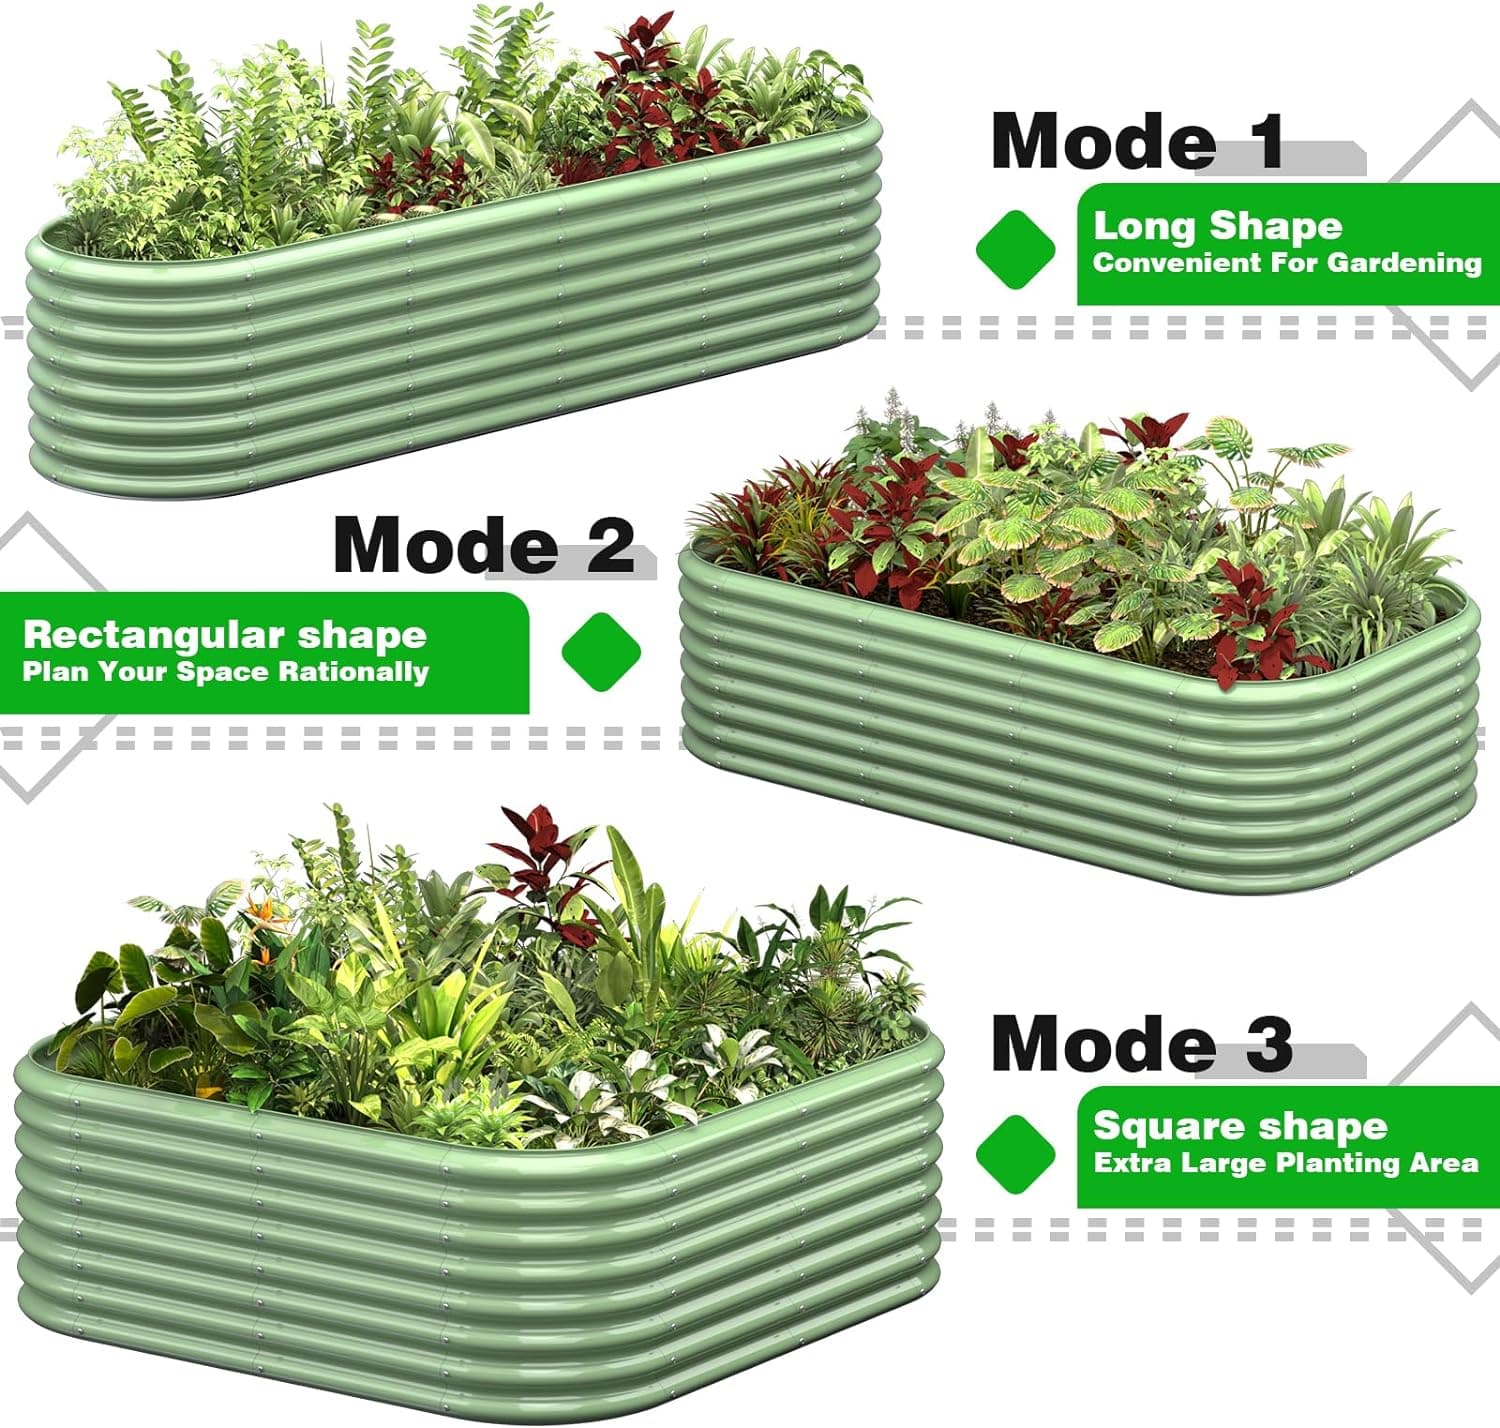 Mode 1
Long Shape
Convenient For Gardening
Mode 2
Rectangular shape
Plan Your Space Rationally
Mode 3
Square shape
Extra Large Planting Area